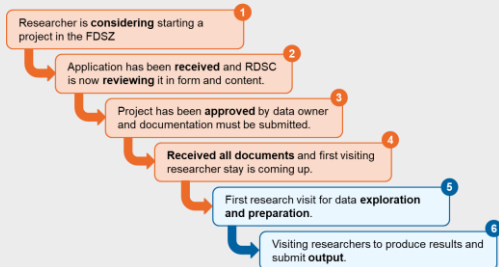 1
Researcher is considering starting a
project in the FDSZ
2
Application has been received and RDSC
is now reviewing it in form and content.
3
Project has been approved by data owner
and documentation must be submitted.
4
Received all documents and first visiting
researcher stay is coming up.
5
First research visit for data exploration
and preparation.
6
Visiting researchers to produce results and
submit output.